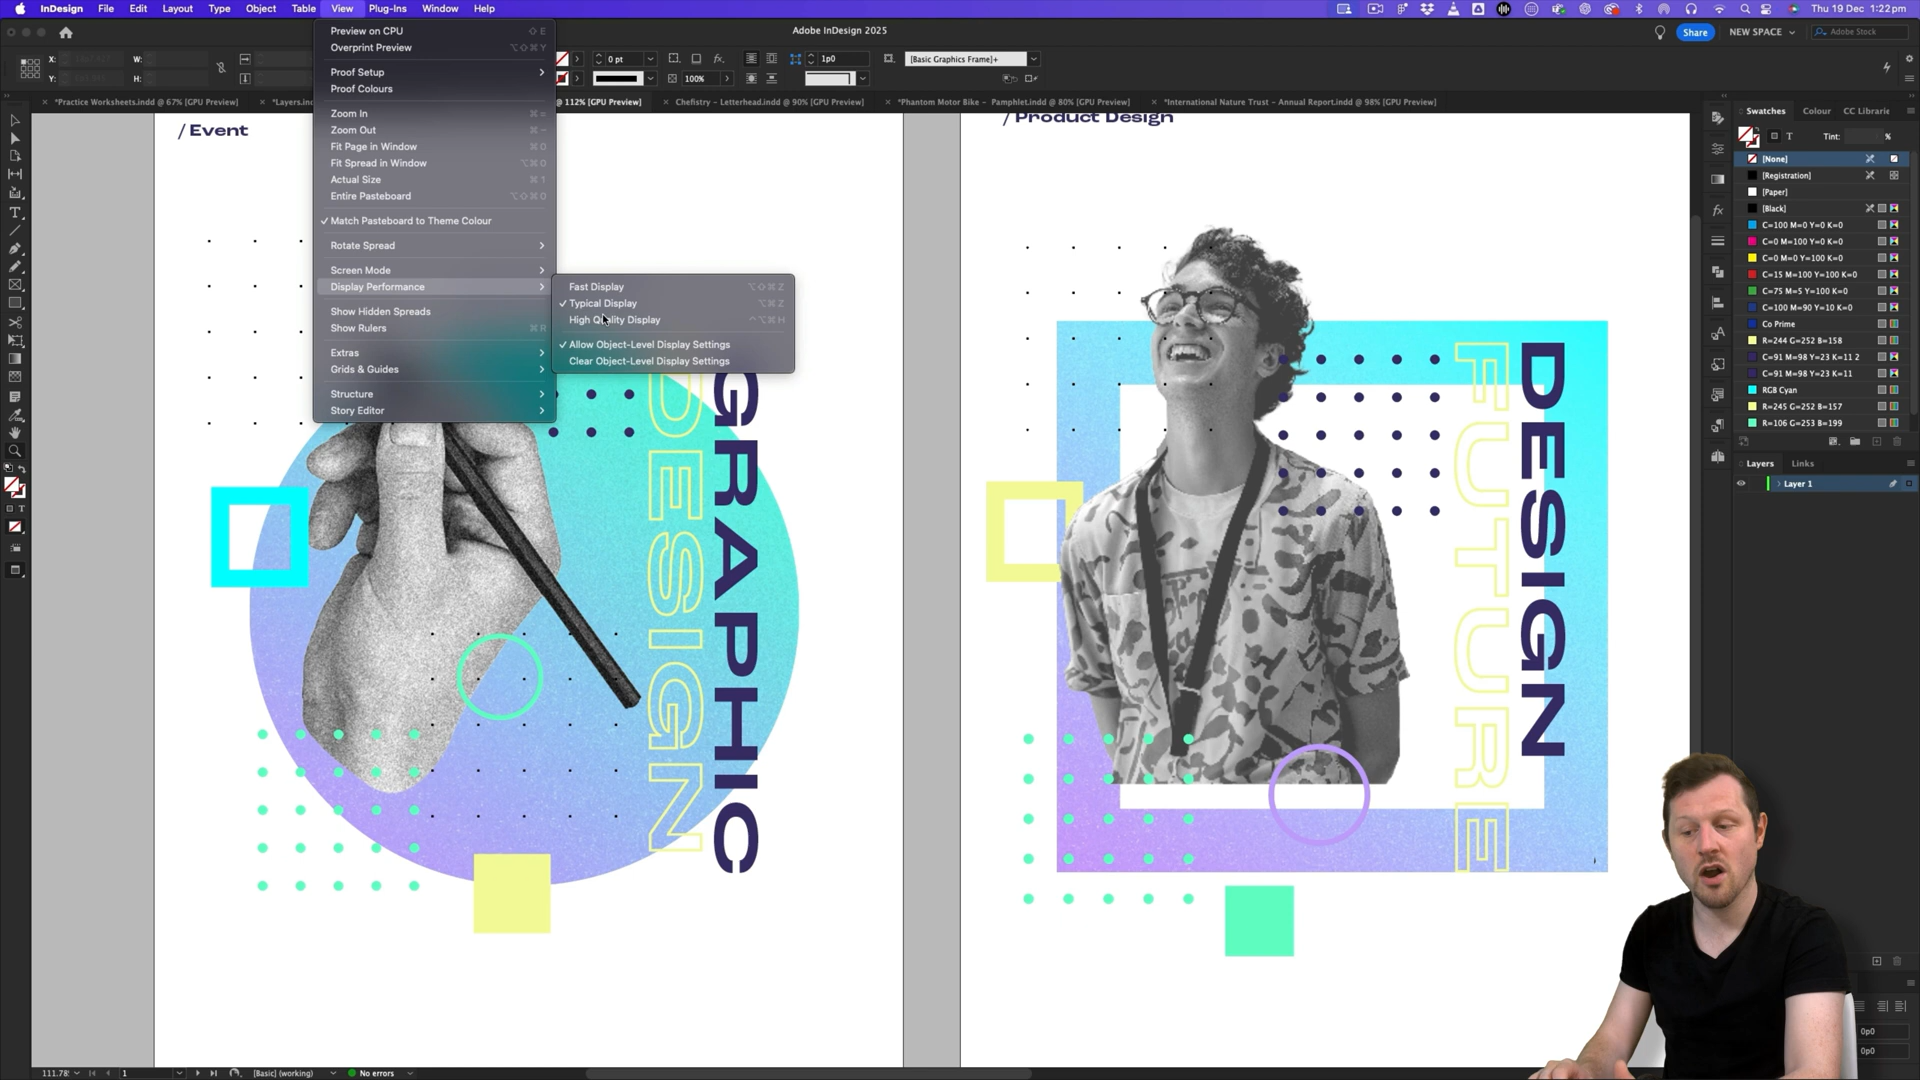 InDesign File Edit Layout Type Object Table View Plug-Ins Window Help
Thu 19 Dec 1:22pm
Adobe InDesign 2025
Share
NEW SPACE
Adobe Stock
X:
W:
Y:
H:
0 pt
100%
1p0
[Basic Graphics Frame]+
*Practice Worksheets.indd @ 67% [GPU Preview]
*Layers.ind
@ 112% [GPU Preview]
Chefistry – Letterhead.indd @ 90% [GPU Preview]
*Phantom Motor Bike – Pamphlet.indd @ 80% [GPU Preview]
*International Nature Trust – Annual Report.indd @ 98% [GPU Preview]
Preview on CPU ⇧ E
Overprint Preview ⌥⇧⌘Y
Proof Setup
Proof Colours
Zoom In ⌘=
Zoom Out ⌘−
Fit Page in Window ⌘0
Fit Spread in Window ⌥⌘0
Actual Size ⌘1
Entire Pasteboard ⌥⇧⌘0
✓ Match Pasteboard to Theme Colour
Rotate Spread
Screen Mode
Display Performance
Show Hidden Spreads
Show Rulers ⌘R
Extras
Grids & Guides
Structure
Story Editor
Fast Display ⌥⇧⌘Z
✓ Typical Display ⌥⌘Z
High Quality Display ^⌥⌘H
✓ Allow Object-Level Display Settings
Clear Object-Level Display Settings
/ Event
DESIGN
GRAPHIC
/ Product Design
FUTURE
DESIGN
Swatches Colour CC Librarie
T Tint: %
[None]
[Registration]
[Paper]
[Black]
C=100 M=0 Y=0 K=0
C=0 M=100 Y=0 K=0
C=0 M=0 Y=100 K=0
C=15 M=100 Y=100 K=0
C=75 M=5 Y=100 K=0
C=100 M=90 Y=10 K=0
Co Prime
R=244 G=252 B=158
C=91 M=98 Y=23 K=11 2
C=91 M=98 Y=23 K=11
RGB Cyan
R=245 G=252 B=157
R=106 G=253 B=199
Layers Links
Layer 1
0p0
0p0
1
[Basic] (working)
No errors